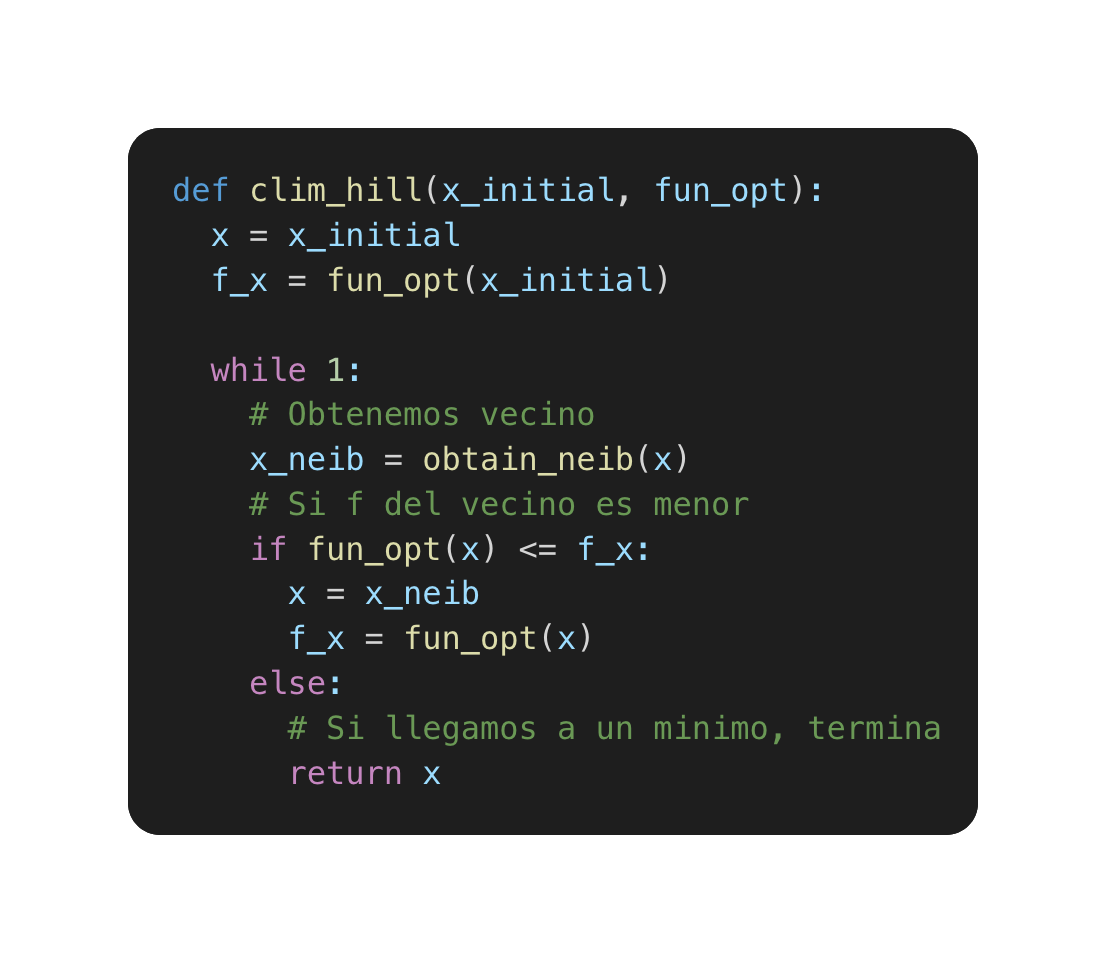 def clim_hill(x_initial, fun_opt):
  x = x_initial
  f_x = fun_opt(x_initial)

  while 1:
    # Obtenemos vecino
    x_neib = obtain_neib(x)
    # Si f del vecino es menor
    if fun_opt(x) <= f_x:
      x = x_neib
      f_x = fun_opt(x)
    else:
      # Si llegamos a un minimo, termina
      return x